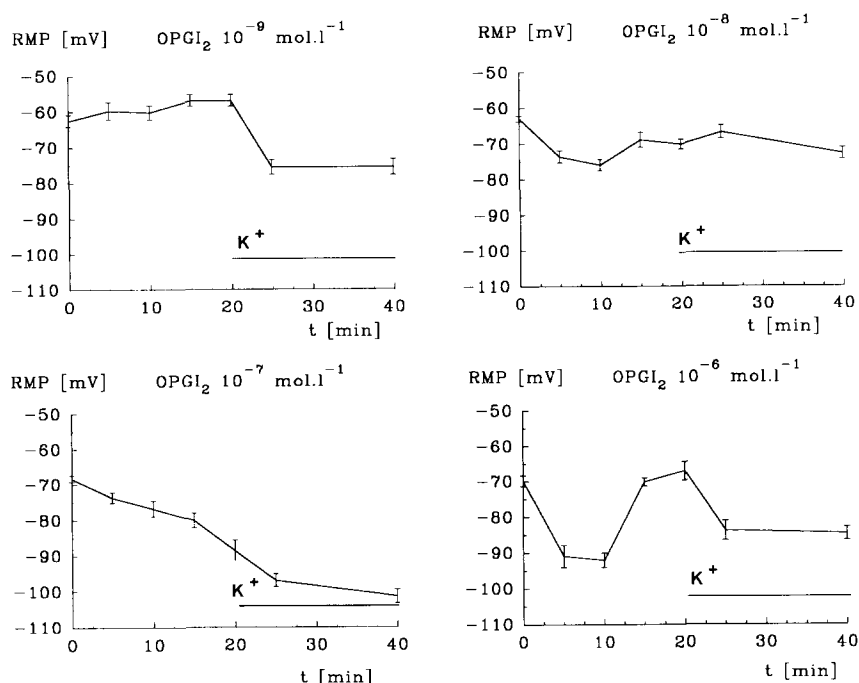 RMP [mV] OPGI₂ 10⁻⁹ mol.l⁻¹
-50
-60
-70
-80
-90
-100
-110
K⁺
0 10 20 30 40
t [min]
RMP [mV] OPGI₂ 10⁻⁸ mol.l⁻¹
-50
-60
-70
-80
-90
-100
-110
K⁺
0 10 20 30 40
t [min]
RMP [mV] OPGI₂ 10⁻⁷ mol.l⁻¹
-50
-60
-70
-80
-90
-100
-110
K⁺
0 10 20 30 40
t [min]
RMP [mV] OPGI₂ 10⁻⁶ mol.l⁻¹
-50
-60
-70
-80
-90
-100
-110
K⁺
0 10 20 30 40
t [min]